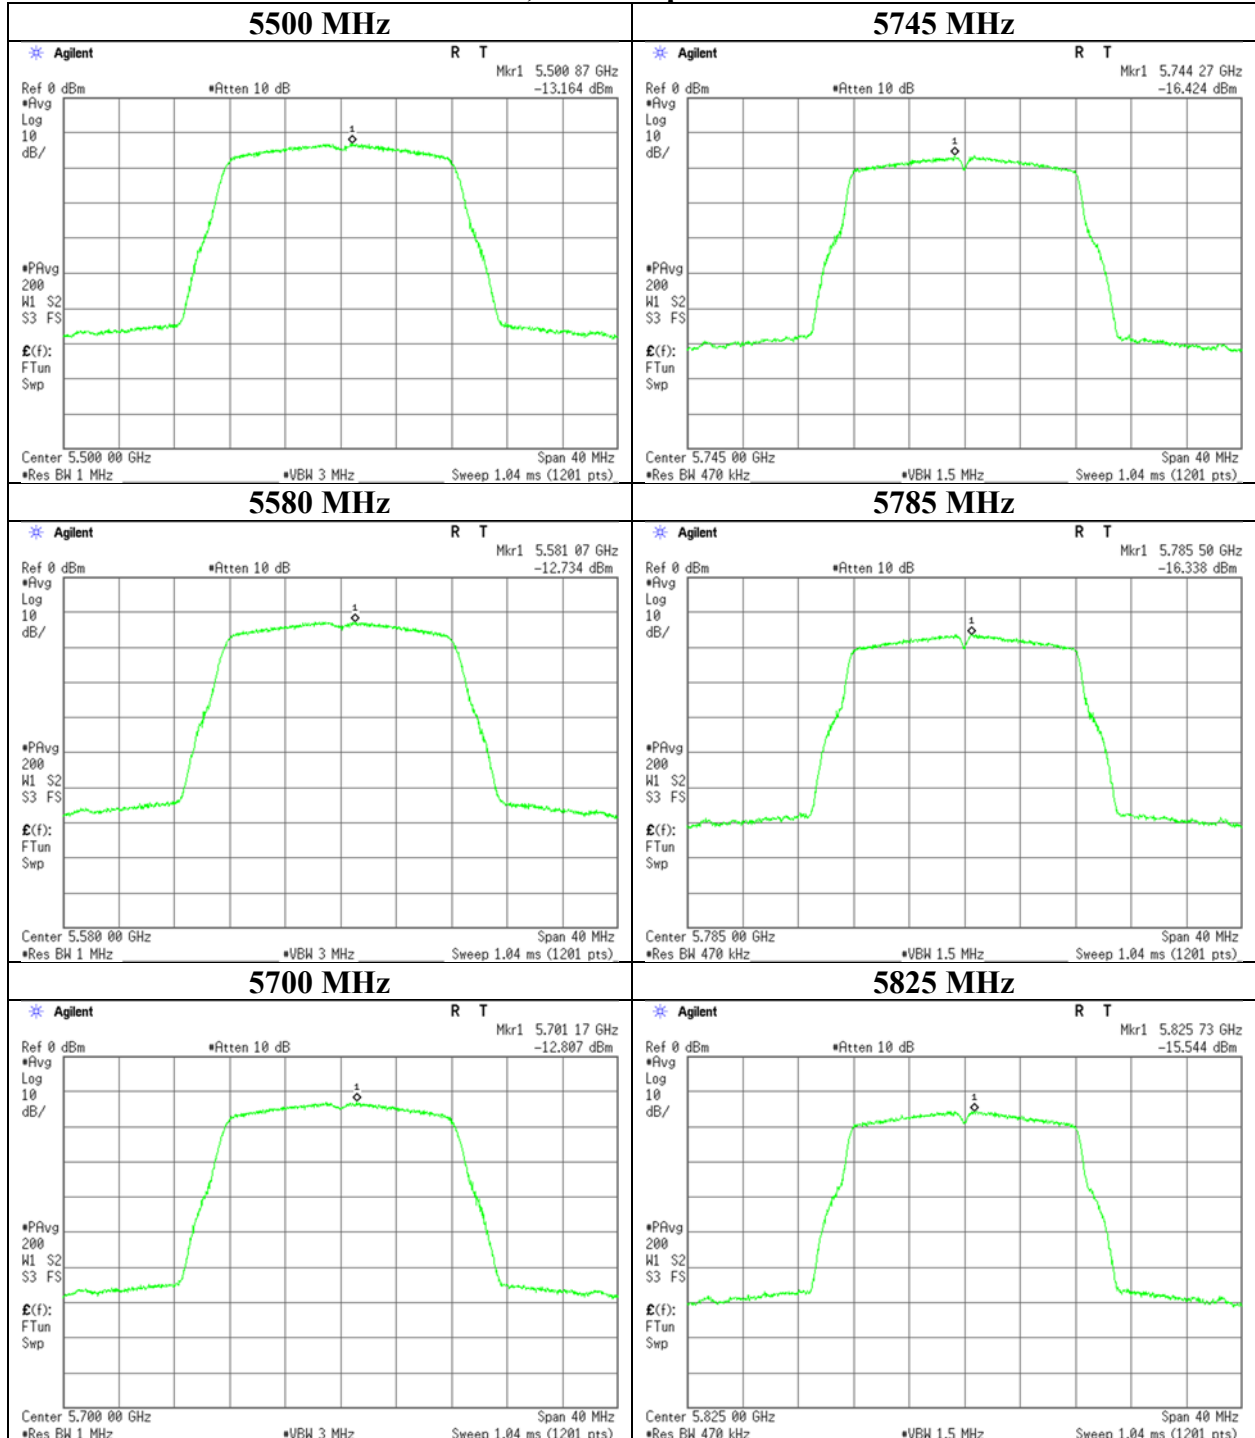 5500 MHz
Agilent
R T
Mkr1 5.500 87 GHz
Ref 0 dBm
*Atten 10 dB
-13.164 dBm
*Avg
Log
10
dB/
1
*PAvg
200
W1 S2
S3 FS
£(f):
FTun
Swp
Center 5.500 00 GHz
Span 40 MHz
*Res BW 1 MHz
*VBW 3 MHz
Sweep 1.04 ms (1201 pts)
5745 MHz
Agilent
R T
Mkr1 5.744 27 GHz
Ref 0 dBm
*Atten 10 dB
-16.424 dBm
*Avg
Log
10
dB/
1
*PAvg
200
W1 S2
S3 FS
£(f):
FTun
Swp
Center 5.745 00 GHz
Span 40 MHz
*Res BW 470 kHz
*VBW 1.5 MHz
Sweep 1.04 ms (1201 pts)
5580 MHz
Agilent
R T
Mkr1 5.581 07 GHz
Ref 0 dBm
*Atten 10 dB
-12.734 dBm
*Avg
Log
10
dB/
1
*PAvg
200
W1 S2
S3 FS
£(f):
FTun
Swp
Center 5.580 00 GHz
Span 40 MHz
*Res BW 1 MHz
*VBW 3 MHz
Sweep 1.04 ms (1201 pts)
5785 MHz
Agilent
R T
Mkr1 5.785 50 GHz
Ref 0 dBm
*Atten 10 dB
-16.338 dBm
*Avg
Log
10
dB/
1
*PAvg
200
W1 S2
S3 FS
£(f):
FTun
Swp
Center 5.785 00 GHz
Span 40 MHz
*Res BW 470 kHz
*VBW 1.5 MHz
Sweep 1.04 ms (1201 pts)
5700 MHz
Agilent
R T
Mkr1 5.701 17 GHz
Ref 0 dBm
*Atten 10 dB
-12.807 dBm
*Avg
Log
10
dB/
1
*PAvg
200
W1 S2
S3 FS
£(f):
FTun
Swp
Center 5.700 00 GHz
Span 40 MHz
*Res BW 1 MHz
*VBW 3 MHz
Sweep 1.04 ms (1201 pts)
5825 MHz
Agilent
R T
Mkr1 5.825 73 GHz
Ref 0 dBm
*Atten 10 dB
-15.544 dBm
*Avg
Log
10
dB/
1
*PAvg
200
W1 S2
S3 FS
£(f):
FTun
Swp
Center 5.825 00 GHz
Span 40 MHz
*Res BW 470 kHz
*VBW 1.5 MHz
Sweep 1.04 ms (1201 pts)